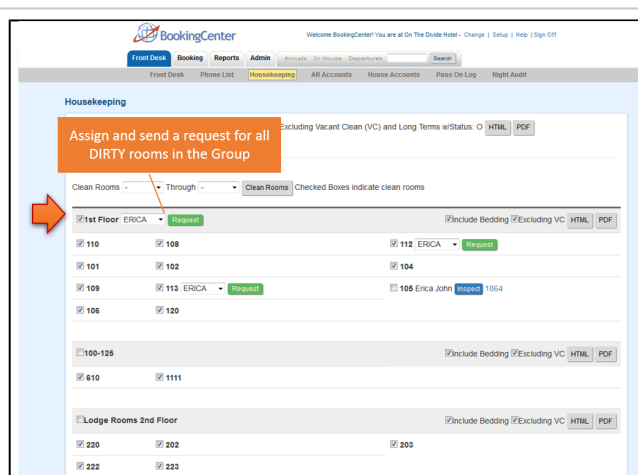 BookingCenter
Welcome BookingCenter! You are at On The Divide Hotel - Change | Setup | Help | Sign Off
Front Desk Booking Reports Admin Arrivals In House Departures Search
Front Desk Phone List Housekeeping AR Accounts House Accounts Pass On Log Night Audit
Housekeeping
Excluding Vacant Clean (VC) and Long Terms w/Status: O HTML PDF
Assign and send a request for all
DIRTY rooms in the Group
Clean Rooms - Through - Clean Rooms Checked Boxes indicate clean rooms
1st Floor ERICA Request Include Bedding Excluding VC HTML PDF
110 108 112 ERICA Request
101 102 104
109 113 ERICA Request 105 Erica John Inspect 1864
106 120
100-125 Include Bedding Excluding VC HTML PDF
610 1111
Lodge Rooms 2nd Floor Include Bedding Excluding VC HTML PDF
220 202 203
222 223